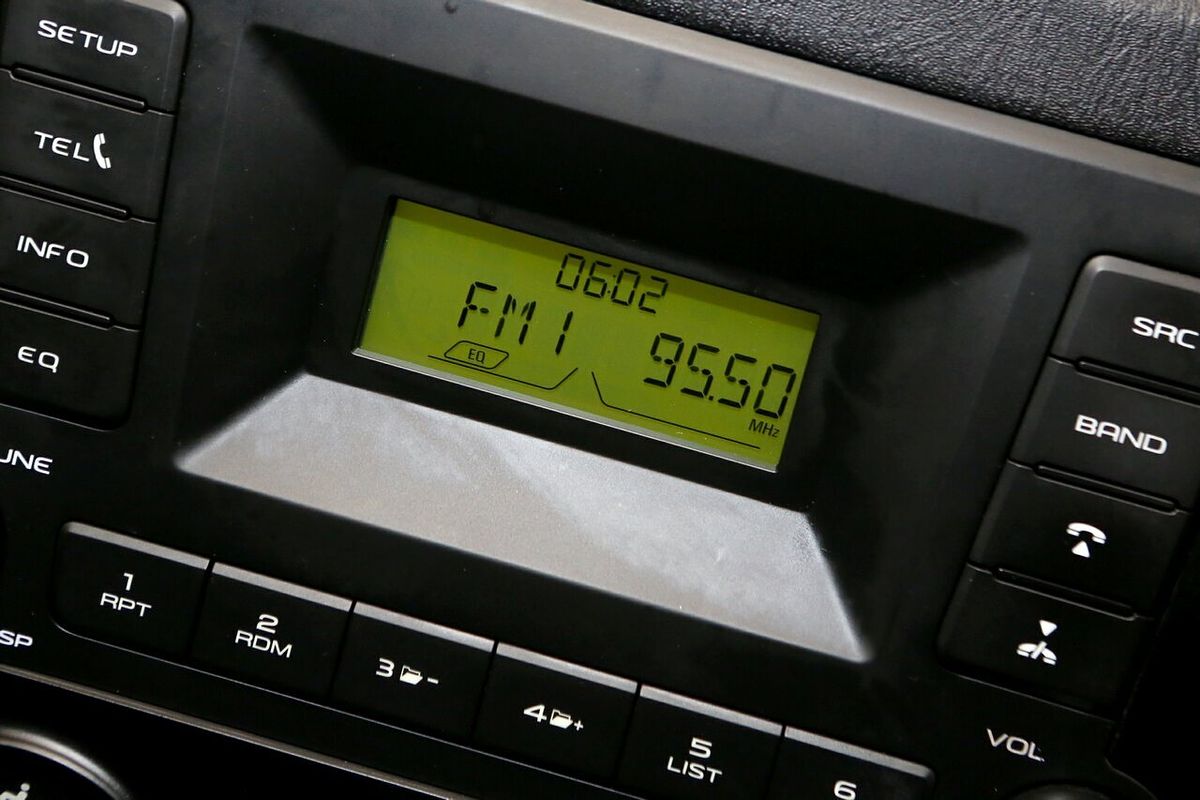 SETUP
TEL
INFO
EQ
06:02
FM1
95.50
EQ
MHz
SRC
BAND
UNE
SP
1
RPT
2
RDM
3 -
4 +
5
LIST
6
VOL